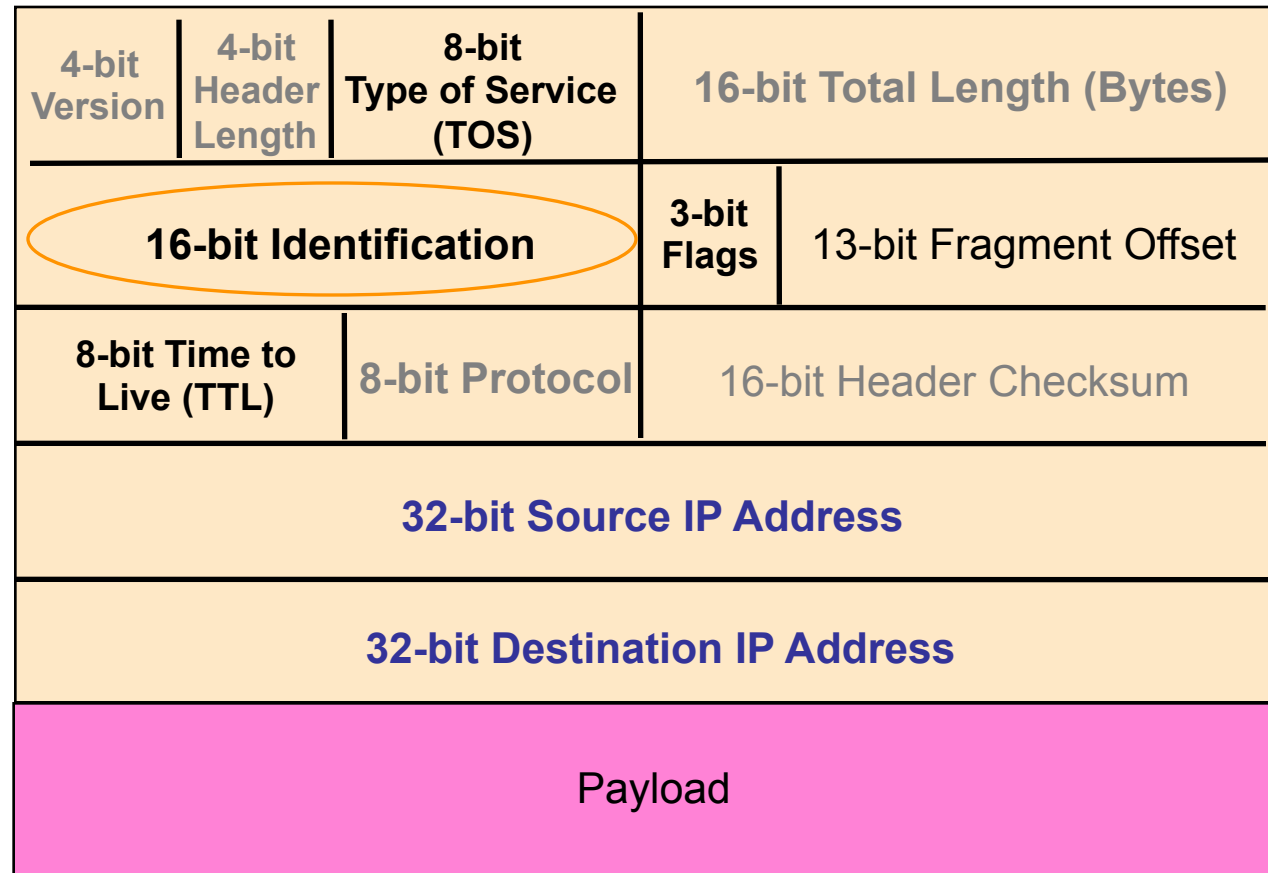 4-bit
Version
4-bit
Header
Length
8-bit
Type of Service
(TOS)
16-bit Total Length (Bytes)
16-bit Identification
3-bit
Flags
13-bit Fragment Offset
8-bit Time to
Live (TTL)
8-bit Protocol
16-bit Header Checksum
32-bit Source IP Address
32-bit Destination IP Address
Payload